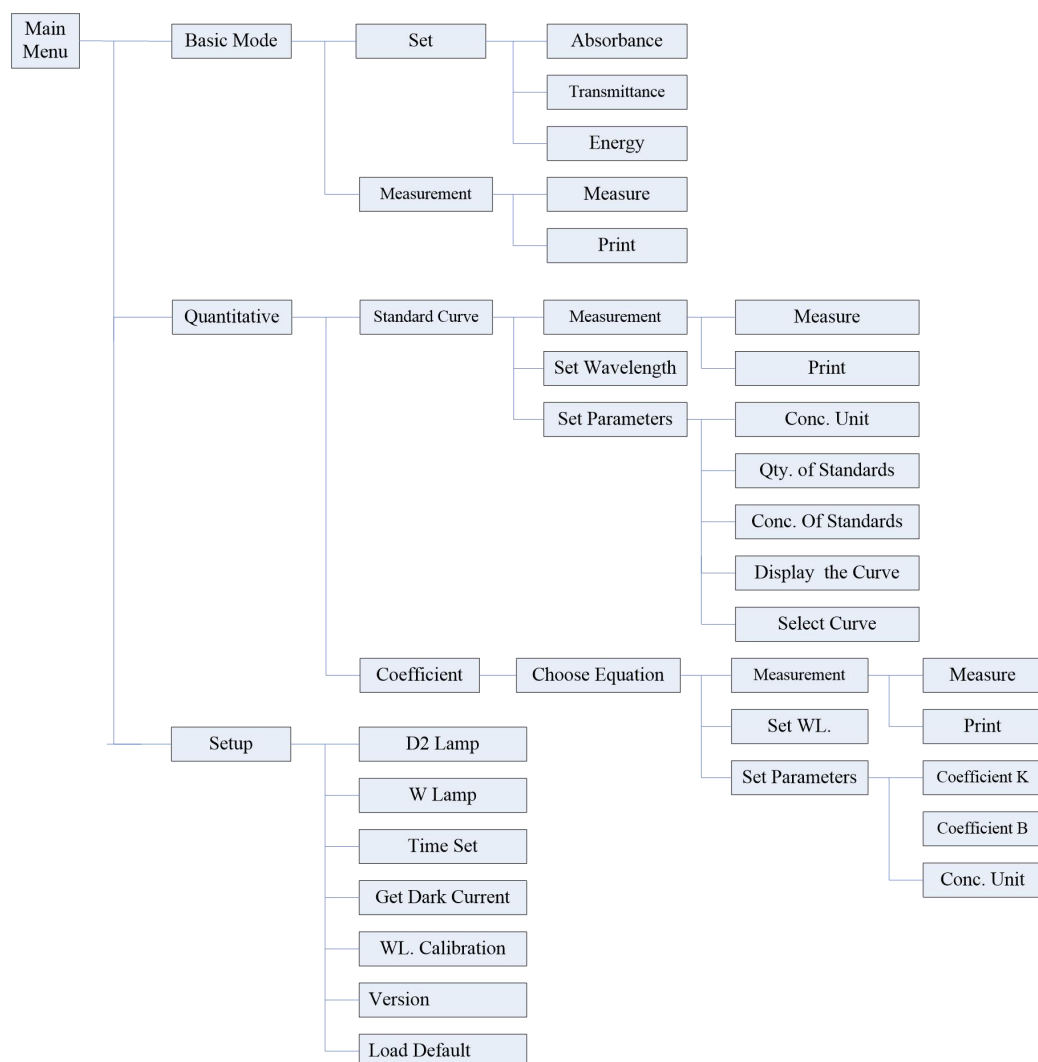 Main
Menu
Basic Mode
Set
Absorbance
Transmittance
Energy
Measurement
Measure
Print
Quantitative
Standard Curve
Measurement
Measure
Print
Set Wavelength
Set Parameters
Conc. Unit
Qty. of Standards
Conc. Of Standards
Display the Curve
Select Curve
Coefficient
Choose Equation
Measurement
Measure
Print
Set WL.
Set Parameters
Coefficient K
Coefficient B
Conc. Unit
Setup
D2 Lamp
W Lamp
Time Set
Get Dark Current
WL. Calibration
Version
Load Default